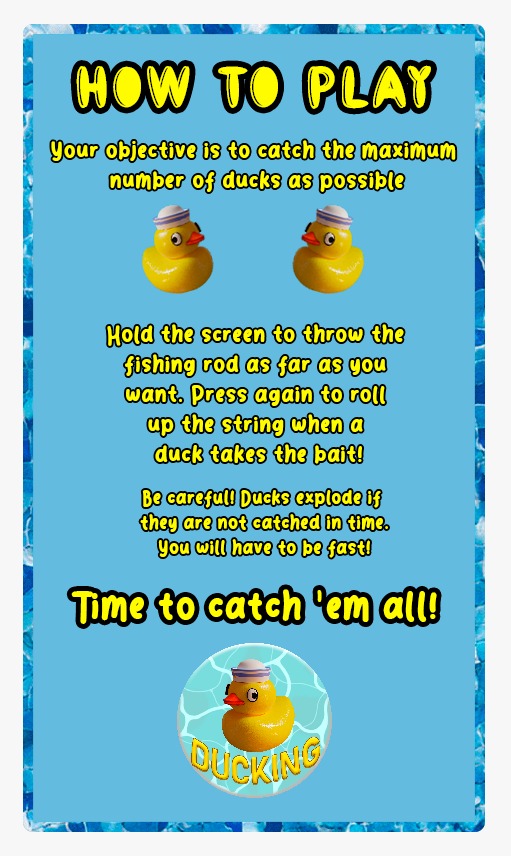 HOW TO PLAY
Your objective is to catch the maximum
number of ducks as possible
Hold the screen to throw the
fishing rod as far as you
want. Press again to roll
up the string when a
duck takes the bait!
Be careful! Ducks explode if
they are not catched in time.
You will have to be fast!
Time to catch 'em all!
DUCKING